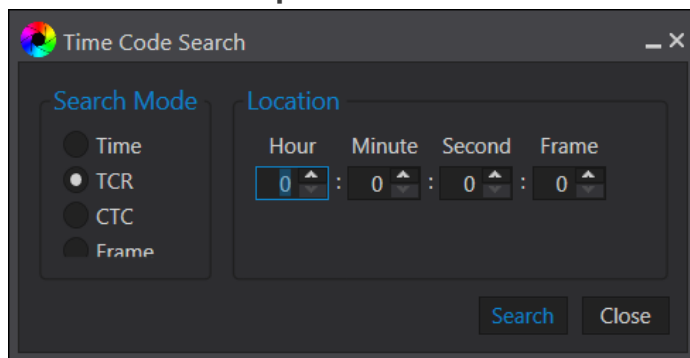 Time Code Search
Search Mode
Time
TCR
CTC
Frame
Location
Hour Minute Second Frame
0 : 0 : 0 : 0
Search Close